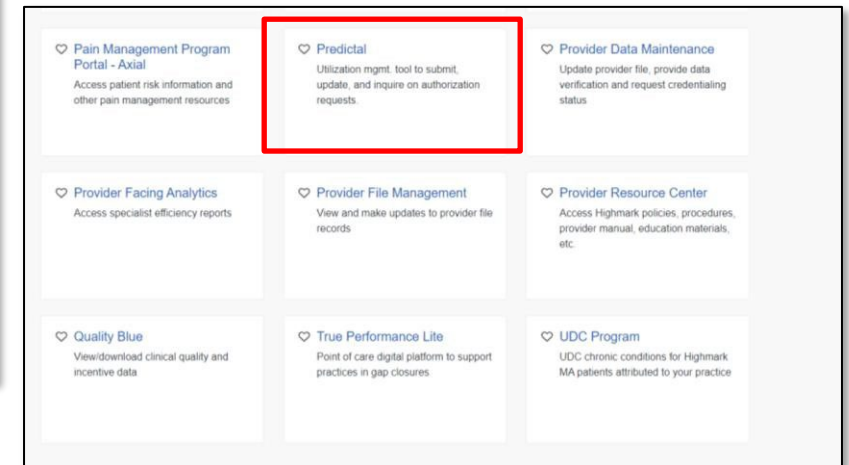 Pain Management Program
Portal - Axial
Access patient risk information and
other pain management resources
Predictal
Utilization mgmt. tool to submit,
update, and inquire on authorization
requests.
Provider Data Maintenance
Update provider file, provide data
verification and request credentialing
status
Provider Facing Analytics
Access specialist efficiency reports
Provider File Management
View and make updates to provider file
records
Provider Resource Center
Access Highmark policies, procedures,
provider manual, education materials,
etc.
Quality Blue
View/download clinical quality and
incentive data
True Performance Lite
Point of care digital platform to support
practices in gap closures
UDC Program
UDC chronic conditions for Highmark
MA patients attributed to your practice